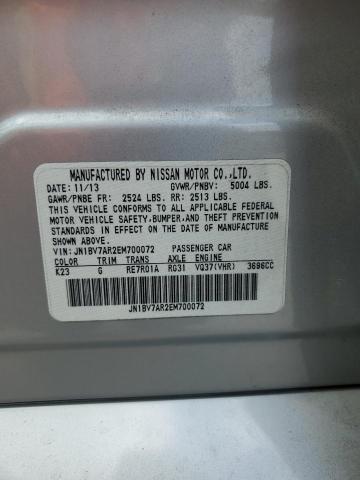 MANUFACTURED BY NISSAN MOTOR CO.,LTD.
DATE: 11/13 GVWR/PNBV: 5004 LBS.
GAWR/PNBE FR: 2524 LBS. RR: 2513 LBS.
THIS VEHICLE CONFORMS TO ALL APPLICABLE FEDERAL
MOTOR VEHICLE SAFETY,BUMPER,AND THEFT PREVENTION
STANDARDS IN EFFECT ON THE DATE OF MANUFACTURE
SHOWN ABOVE.
VIN: JN1BV7AR2EM700072 PASSENGER CAR
COLOR TRIM TRANS AXLE ENGINE
K23 G RE7R01A RG31 VQ37(VHR) 3696CC
JN1BV7AR2EM700072